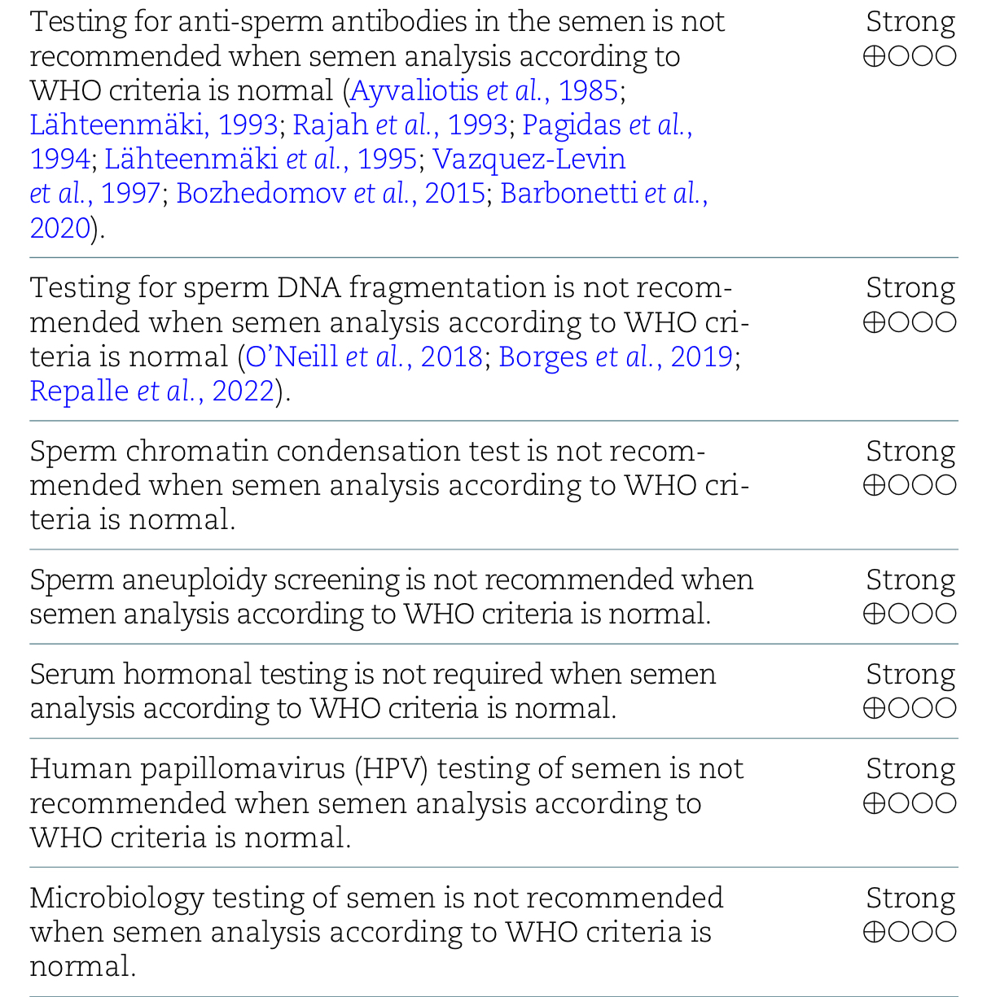 Testing for anti-sperm antibodies in the semen is not Strong
recommended when semen analysis according to ⊕○○○
WHO criteria is normal (Ayvaliotis et al., 1985;
Lähteenmäki, 1993; Rajah et al., 1993; Pagidas et al.,
1994; Lähteenmäki et al., 1995; Vazquez-Levin
et al., 1997; Bozhedomov et al., 2015; Barbonetti et al.,
2020).
Testing for sperm DNA fragmentation is not recom- Strong
mended when semen analysis according to WHO cri- ⊕○○○
teria is normal (O’Neill et al., 2018; Borges et al., 2019;
Repalle et al., 2022).
Sperm chromatin condensation test is not recom- Strong
mended when semen analysis according to WHO cri- ⊕○○○
teria is normal.
Sperm aneuploidy screening is not recommended when Strong
semen analysis according to WHO criteria is normal. ⊕○○○
Serum hormonal testing is not required when semen Strong
analysis according to WHO criteria is normal. ⊕○○○
Human papillomavirus (HPV) testing of semen is not Strong
recommended when semen analysis according to ⊕○○○
WHO criteria is normal.
Microbiology testing of semen is not recommended Strong
when semen analysis according to WHO criteria is ⊕○○○
normal.